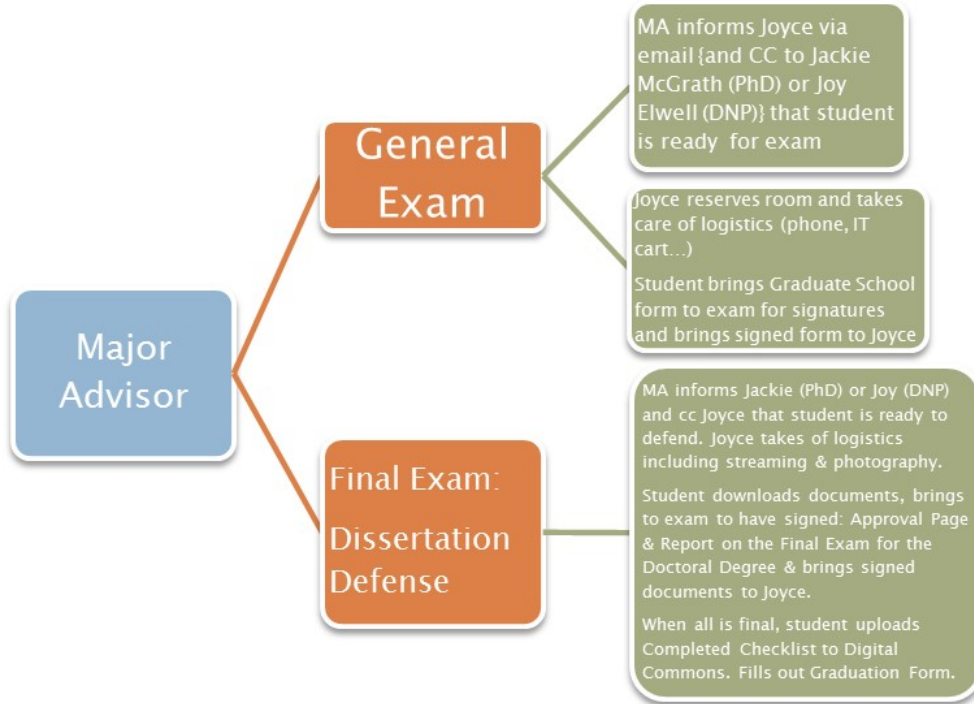 Major
Advisor
General
Exam
MA informs Joyce via
email {and CC to Jackie
McGrath (PhD) or Joy
Elwell (DNP)} that student
is ready for exam
Joyce reserves room and takes
care of logistics (phone, IT
cart...)
Student brings Graduate School
form to exam for signatures
and brings signed form to Joyce
Final Exam:
Dissertation
Defense
MA informs Jackie (PhD) or Joy (DNP)
and cc Joyce that student is ready to
defend. Joyce takes of logistics
including streaming & photography.
Student downloads documents, brings
to exam to have signed: Approval Page
& Report on the Final Exam for the
Doctoral Degree & brings signed
documents to Joyce.
When all is final, student uploads
Completed Checklist to Digital
Commons. Fills out Graduation Form.